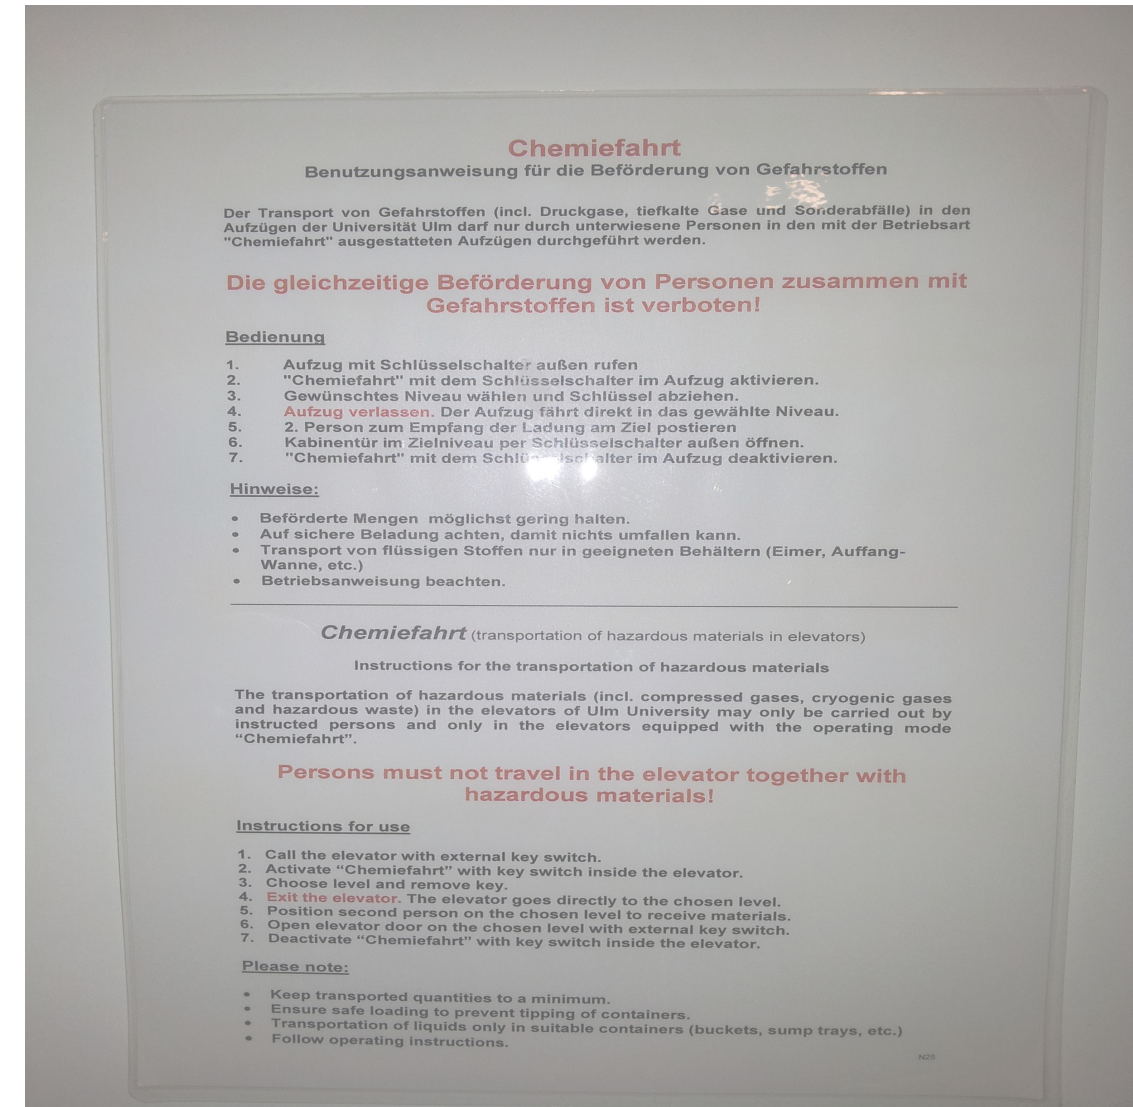 Chemiefahrt
Benutzungsanweisung für die Beförderung von Gefahrstoffen
Der Transport von Gefahrstoffen (incl. Druckgase, tiefkalte Gase und Sonderabfälle) in den
Aufzügen der Universität Ulm darf nur durch unterwiesene Personen in den mit der Betriebsart
"Chemiefahrt" ausgestatteten Aufzügen durchgeführt werden.
Die gleichzeitige Beförderung von Personen zusammen mit
Gefahrstoffen ist verboten!
Bedienung
1. Aufzug mit Schlüsselschalter außen rufen
2. "Chemiefahrt" mit dem Schlüsselschalter im Aufzug aktivieren.
3. Gewünschtes Niveau wählen und Schlüssel abziehen.
4. Aufzug verlassen. Der Aufzug fährt direkt in das gewählte Niveau.
5. 2. Person zum Empfang der Ladung am Ziel postieren
6. Kabinentür im Zielniveau per Schlüsselschalter außen öffnen.
7. "Chemiefahrt" mit dem Schlüsselschalter im Aufzug deaktivieren.
Hinweise:
• Beförderte Mengen möglichst gering halten.
• Auf sichere Beladung achten, damit nichts umfallen kann.
• Transport von flüssigen Stoffen nur in geeigneten Behältern (Eimer, Auffang-
Wanne, etc.)
• Betriebsanweisung beachten.
Chemiefahrt (transportation of hazardous materials in elevators)
Instructions for the transportation of hazardous materials
The transportation of hazardous materials (incl. compressed gases, cryogenic gases
and hazardous waste) in the elevators of Ulm University may only be carried out by
instructed persons and only in the elevators equipped with the operating mode
“Chemiefahrt”.
Persons must not travel in the elevator together with
hazardous materials!
Instructions for use
1. Call the elevator with external key switch.
2. Activate “Chemiefahrt” with key switch inside the elevator.
3. Choose level and remove key.
4. Exit the elevator. The elevator goes directly to the chosen level.
5. Position second person on the chosen level to receive materials.
6. Open elevator door on the chosen level with external key switch.
7. Deactivate “Chemiefahrt” with key switch inside the elevator.
Please note:
• Keep transported quantities to a minimum.
• Ensure safe loading to prevent tipping of containers.
• Transportation of liquids only in suitable containers (buckets, sump trays, etc.)
• Follow operating instructions.